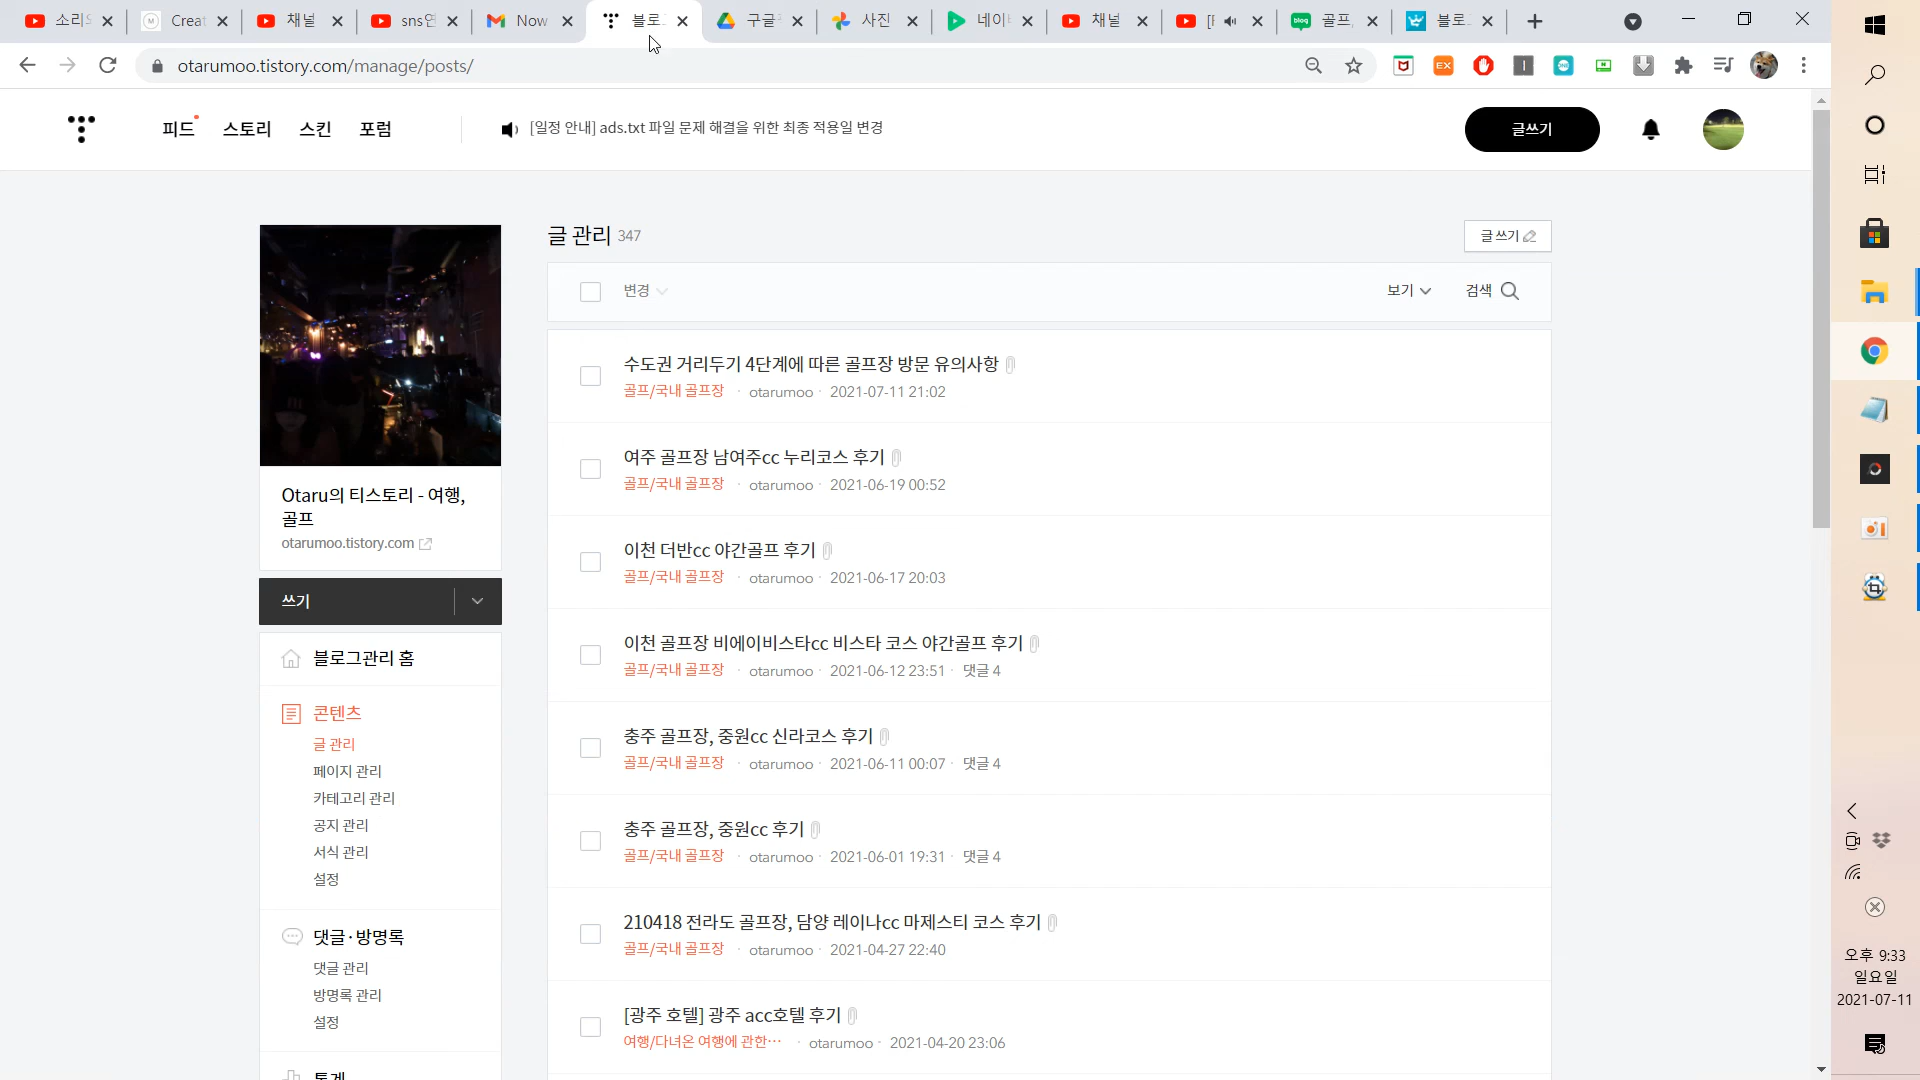 소리
Creat
채널
sns연
Now
블로
구글
사진
네이
채널
골프,
블로
otarumoo.tistory.com/manage/posts/
피드 스토리 스킨 포럼
[일정 안내] ads.txt 파일 문제 해결을 위한 최종 적용일 변경
글쓰기
글 관리 347
글 쓰기
변경
보기
검색
수도권 거리두기 4단계에 따른 골프장 방문 유의사항
골프/국내 골프장 · otarumoo · 2021-07-11 21:02
여주 골프장 남여주cc 누리코스 후기
골프/국내 골프장 · otarumoo · 2021-06-19 00:52
이천 더반cc 야간골프 후기
골프/국내 골프장 · otarumoo · 2021-06-17 20:03
이천 골프장 비에이비스타cc 비스타 코스 야간골프 후기
골프/국내 골프장 · otarumoo · 2021-06-12 23:51 · 댓글 4
충주 골프장, 중원cc 신라코스 후기
골프/국내 골프장 · otarumoo · 2021-06-11 00:07 · 댓글 4
충주 골프장, 중원cc 후기
골프/국내 골프장 · otarumoo · 2021-06-01 19:31 · 댓글 4
210418 전라도 골프장, 담양 레이나cc 마제스티 코스 후기
골프/국내 골프장 · otarumoo · 2021-04-27 22:40
[광주 호텔] 광주 acc호텔 후기
여행/다녀온 여행에 관한··· · otarumoo · 2021-04-20 23:06
Otaru의 티스토리 - 여행,
골프
otarumoo.tistory.com
쓰기
블로그관리 홈
콘텐츠
글 관리
페이지 관리
카테고리 관리
공지 관리
서식 관리
설정
댓글·방명록
댓글 관리
방명록 관리
설정
통계
오후 9:33
일요일
2021-07-11